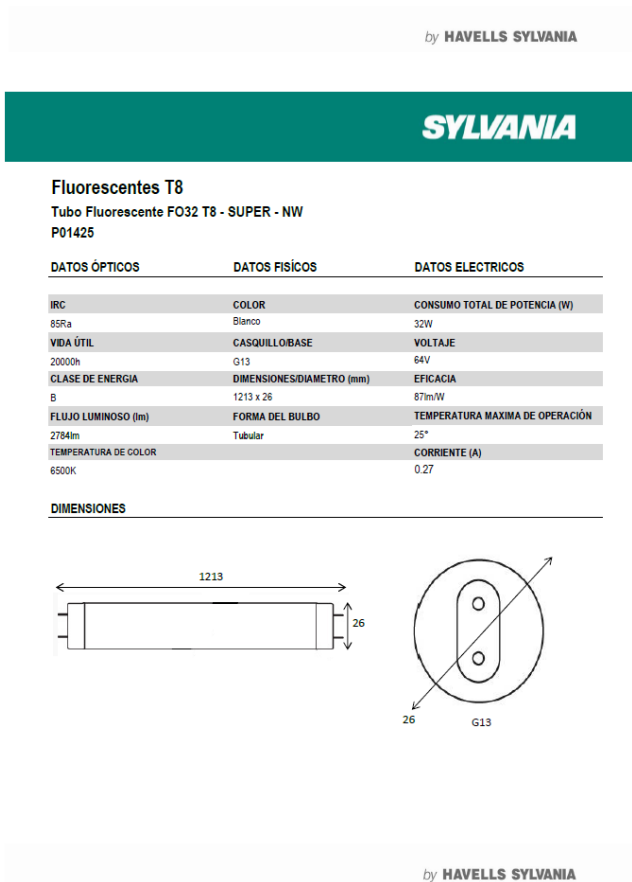 by HAVELLS SYLVANIA
SYLVANIA
Fluorescentes T8
Tubo Fluorescente FO32 T8 - SUPER - NW
P01425
DATOS ÓPTICOS DATOS FISÍCOS DATOS ELECTRICOS
IRC COLOR CONSUMO TOTAL DE POTENCIA (W)
85Ra Blanco 32W
VIDA ÚTIL CASQUILLO/BASE VOLTAJE
20000h G13 64V
CLASE DE ENERGIA DIMENSIONES/DIAMETRO (mm) EFICACIA
B 1213 x 26 87lm/W
FLUJO LUMINOSO (lm) FORMA DEL BULBO TEMPERATURA MAXIMA DE OPERACIÓN
2784lm Tubular 25°
TEMPERATURA DE COLOR CORRIENTE (A)
6500K 0.27
DIMENSIONES
1213
26
26 G13
by HAVELLS SYLVANIA